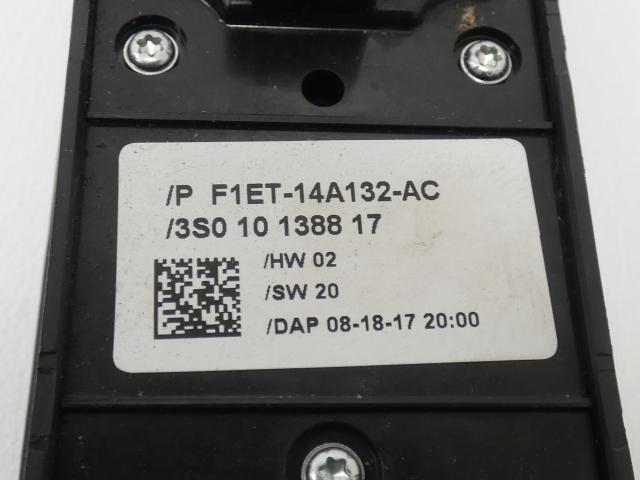 /P F1ET-14A132-AC
/3S0 10 1388 17
/HW 02
/SW 20
/DAP 08-18-17 20:00